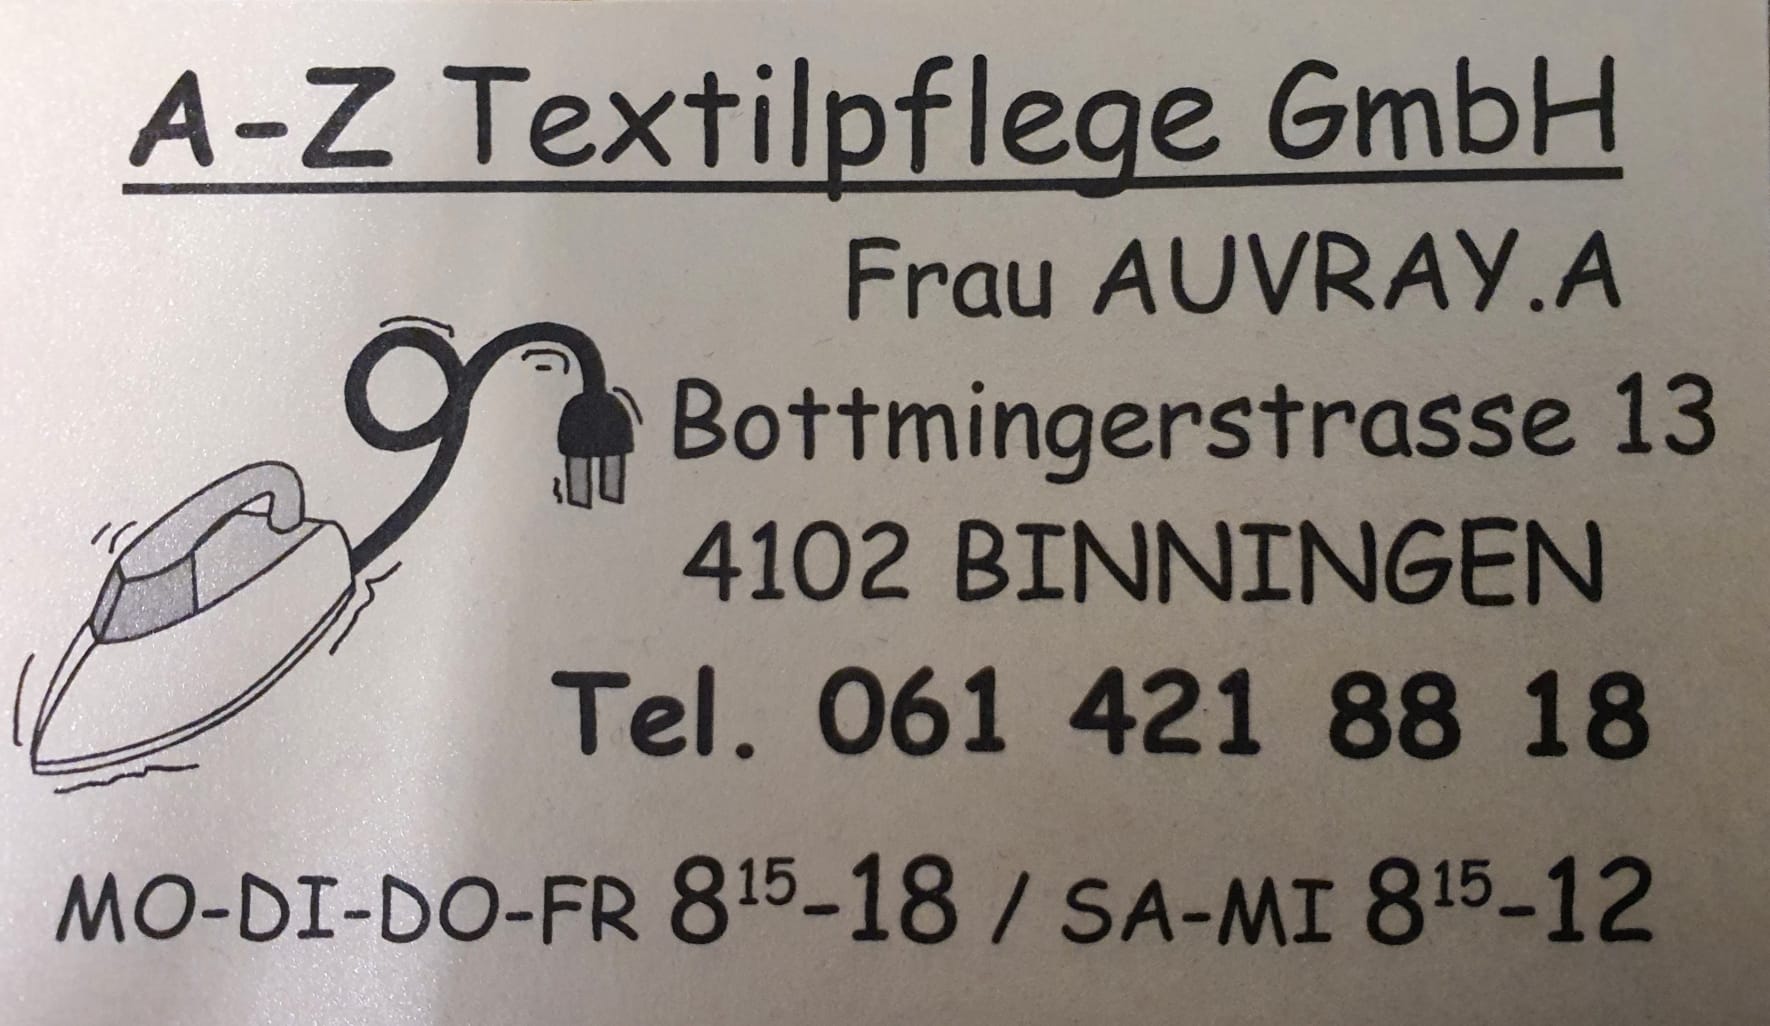 A-Z Textilpflege GmbH
Frau AUVRAY.A
Bottmingerstrasse 13
4102 BINNINGEN
Tel. 061 421 88 18
MO-DI-DO-FR 8¹⁵-18 / SA-MI 8¹⁵-12